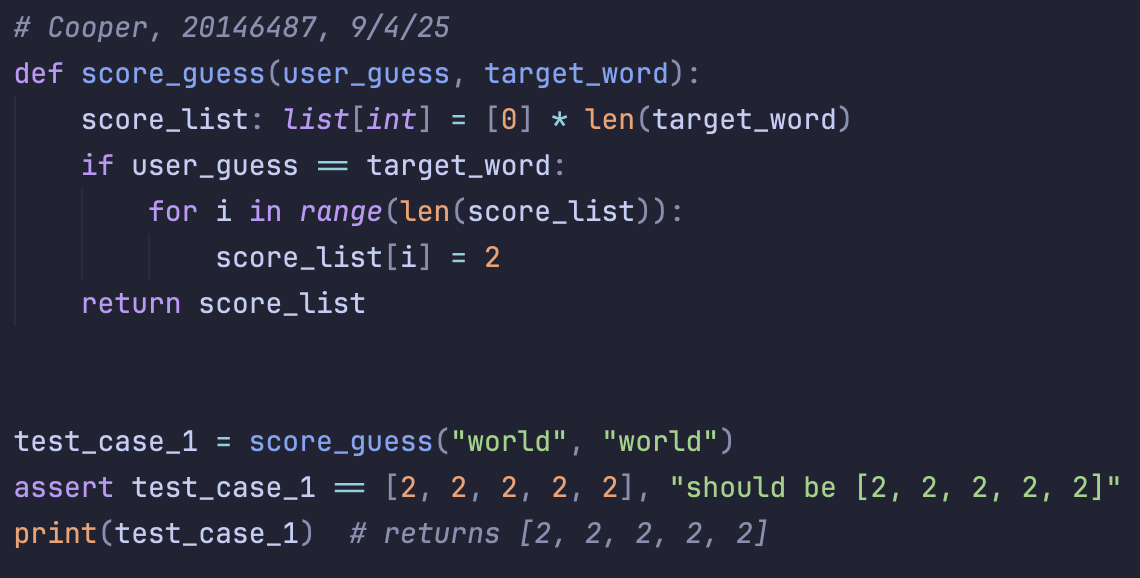 # Cooper, 20146487, 9/4/25
def score_guess(user_guess, target_word):
    score_list: list[int] = [0] * len(target_word)
    if user_guess == target_word:
        for i in range(len(score_list)):
            score_list[i] = 2
    return score_list
test_case_1 = score_guess("world", "world")
assert test_case_1 == [2, 2, 2, 2, 2], "should be [2, 2, 2, 2, 2]"
print(test_case_1)  # returns [2, 2, 2, 2, 2]